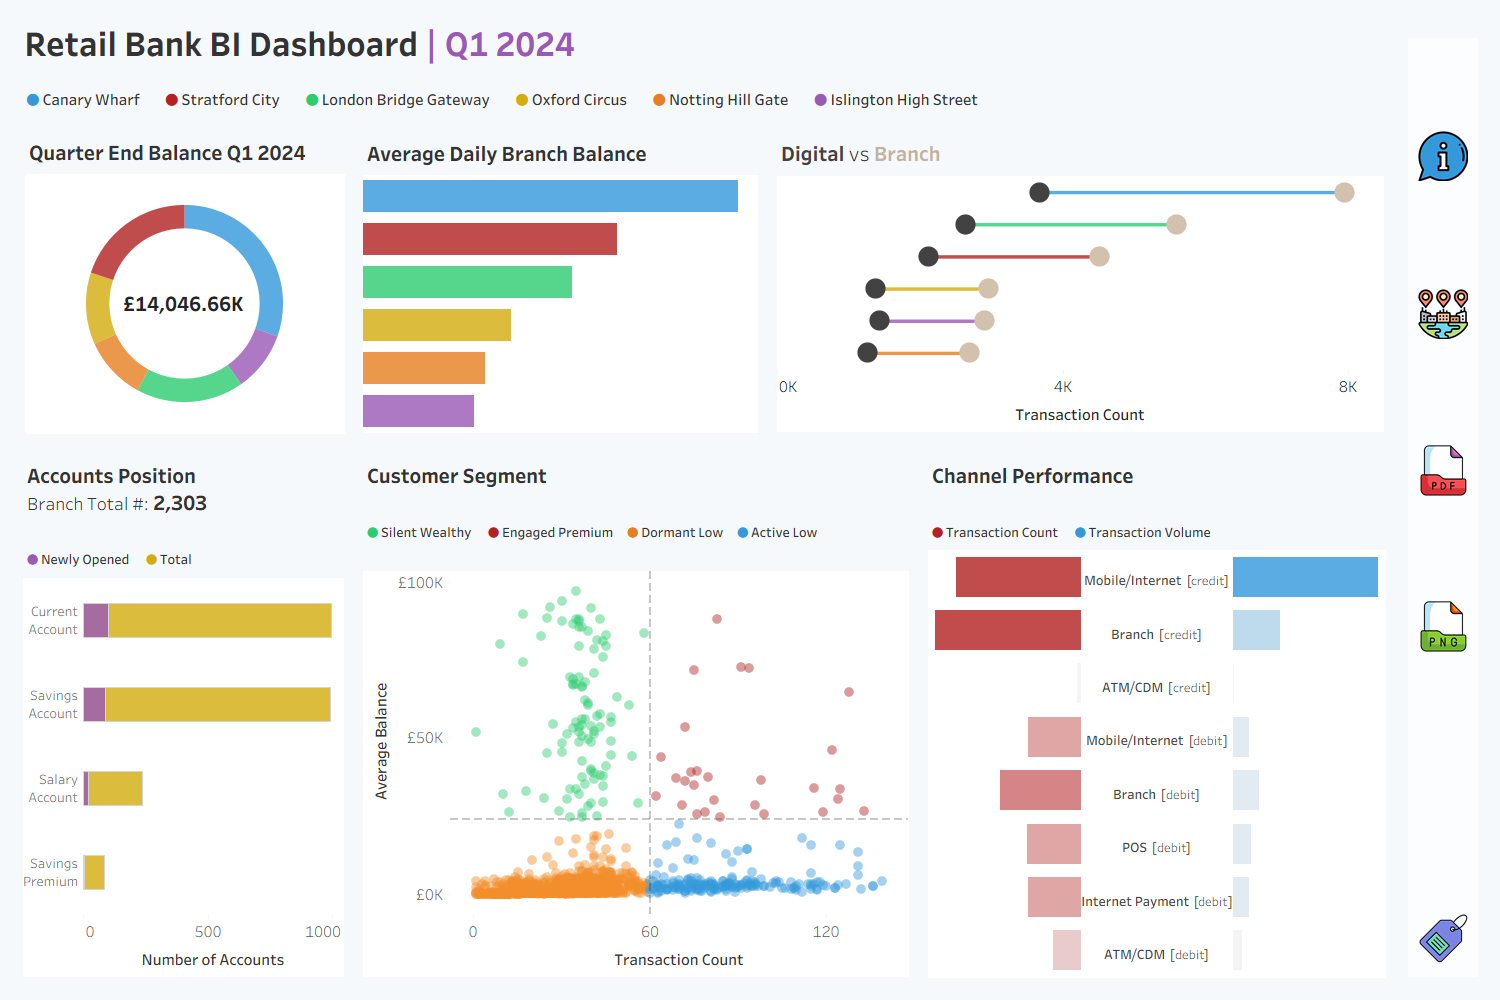 Retail Bank BI Dashboard | Q1 2024
Canary Wharf Stratford City London Bridge Gateway Oxford Circus Notting Hill Gate Islington High Street
Quarter End Balance Q1 2024
£14,046.66K
Average Daily Branch Balance
Digital vs Branch
0K 4K 8K
Transaction Count
Accounts Position
Branch Total #: 2,303
Newly Opened Total
Current
Account
Savings
Account
Salary
Account
Savings
Premium
0 500 1000
Number of Accounts
Customer Segment
Silent Wealthy Engaged Premium Dormant Low Active Low
£100K
£50K
£0K
Average Balance
0 60 120
Transaction Count
Channel Performance
Transaction Count Transaction Volume
Mobile/Internet [credit]
Branch [credit]
ATM/CDM [credit]
Mobile/Internet [debit]
Branch [debit]
POS [debit]
Internet Payment [debit]
ATM/CDM [debit]
i
PDF
PNG